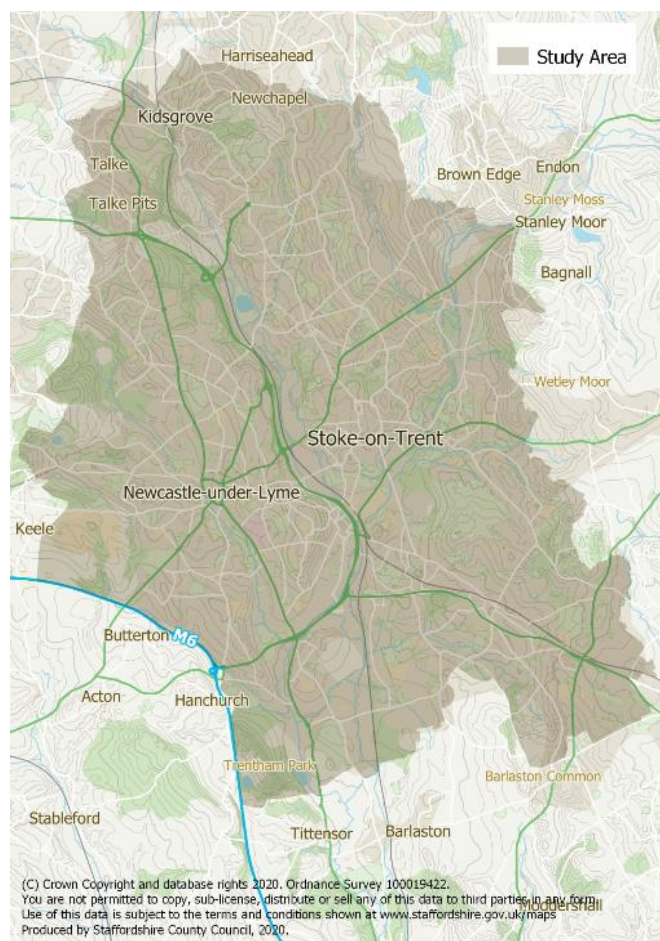 Study Area
Harriseahead
Newchapel
Kidsgrove
Talke
Brown Edge
Endon
Stanley Moss
Talke Pits
Stanley Moor
Bagnall
Wetley Moor
Stoke-on-Trent
Newcastle-under-Lyme
Keele
Butterton
M6
Acton
Hanchurch
Trentham Park
Barlaston Common
Stableford
Tittensor
Barlaston
(C) Crown Copyright and database rights 2020. Ordnance Survey 100019422.
You are not permitted to copy, sub-license, distribute or sell any of this data to third parties in any form.
Moddershall
Use of this data is subject to the terms and conditions shown at www.staffordshire.gov.uk/maps
Produced by Staffordshire County Council, 2020.